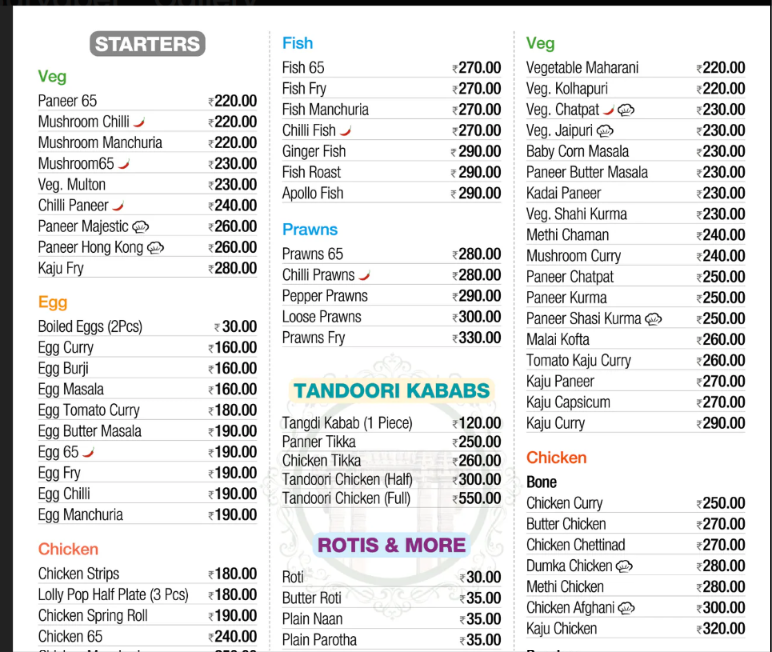 STARTERS
Veg
Paneer 65 ₹220.00
Mushroom Chilli ₹220.00
Mushroom Manchuria ₹220.00
Mushroom65 ₹230.00
Veg. Multon ₹230.00
Chilli Paneer ₹240.00
Paneer Majestic ₹260.00
Paneer Hong Kong ₹260.00
Kaju Fry ₹280.00
Egg
Boiled Eggs (2Pcs) ₹30.00
Egg Curry ₹160.00
Egg Burji ₹160.00
Egg Masala ₹160.00
Egg Tomato Curry ₹180.00
Egg Butter Masala ₹190.00
Egg 65 ₹190.00
Egg Fry ₹190.00
Egg Chilli ₹190.00
Egg Manchuria ₹190.00
Chicken
Chicken Strips ₹180.00
Lolly Pop Half Plate (3 Pcs) ₹180.00
Chicken Spring Roll ₹190.00
Chicken 65 ₹240.00
Fish
Fish 65 ₹270.00
Fish Fry ₹270.00
Fish Manchuria ₹270.00
Chilli Fish ₹270.00
Ginger Fish ₹290.00
Fish Roast ₹290.00
Apollo Fish ₹290.00
Prawns
Prawns 65 ₹280.00
Chilli Prawns ₹280.00
Pepper Prawns ₹290.00
Loose Prawns ₹300.00
Prawns Fry ₹330.00
TANDOORI KABABS
Tangdi Kabab (1 Piece) ₹120.00
Panner Tikka ₹250.00
Chicken Tikka ₹260.00
Tandoori Chicken (Half) ₹300.00
Tandoori Chicken (Full) ₹550.00
ROTIS & MORE
Roti ₹30.00
Butter Roti ₹35.00
Plain Naan ₹35.00
Plain Parotha ₹35.00
Veg
Vegetable Maharani ₹220.00
Veg. Kolhapuri ₹220.00
Veg. Chatpat ₹230.00
Veg. Jaipuri ₹230.00
Baby Corn Masala ₹230.00
Paneer Butter Masala ₹230.00
Kadai Paneer ₹230.00
Veg. Shahi Kurma ₹230.00
Methi Chaman ₹240.00
Mushroom Curry ₹240.00
Paneer Chatpat ₹250.00
Paneer Kurma ₹250.00
Paneer Shasi Kurma ₹250.00
Malai Kofta ₹260.00
Tomato Kaju Curry ₹260.00
Kaju Paneer ₹270.00
Kaju Capsicum ₹270.00
Kaju Curry ₹290.00
Chicken
Bone
Chicken Curry ₹250.00
Butter Chicken ₹270.00
Chicken Chettinad ₹270.00
Dumka Chicken ₹280.00
Methi Chicken ₹280.00
Chicken Afghani ₹300.00
Kaju Chicken ₹320.00